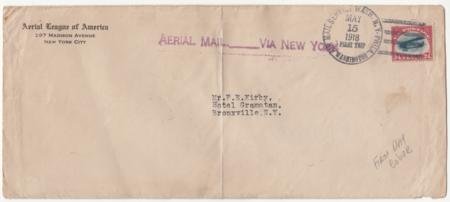 Aerial League of America
297 Madison Avenue
New York City
AERIAL MAIL VIA NEW YORK
MAY
15
1918
FIRST TRIP
Mr.F.E.Kirby,
Hotel Gramatan,
Bronxville,N.Y.
First Day
Cover